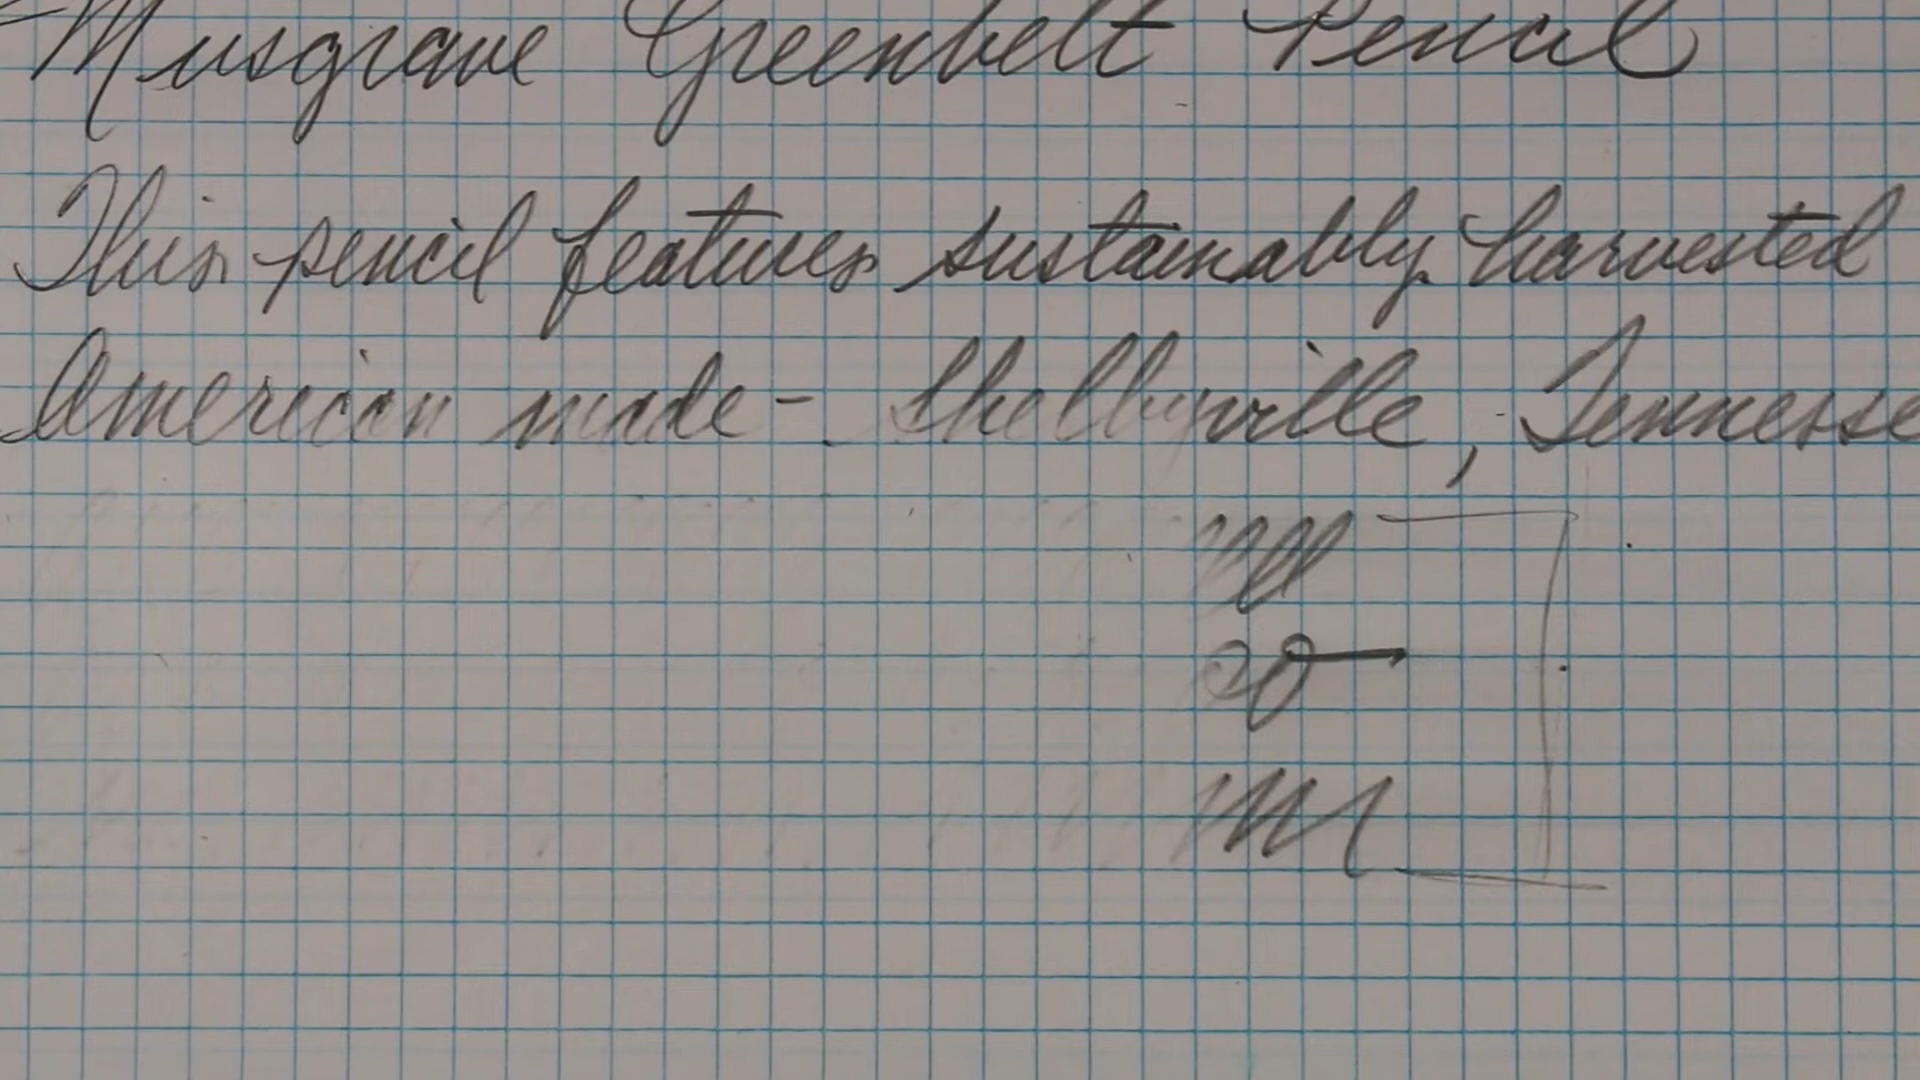 Musgrave Greenbelt Pencil
This pencil features sustainably harvested
American made - Shelbyville, Tennesse